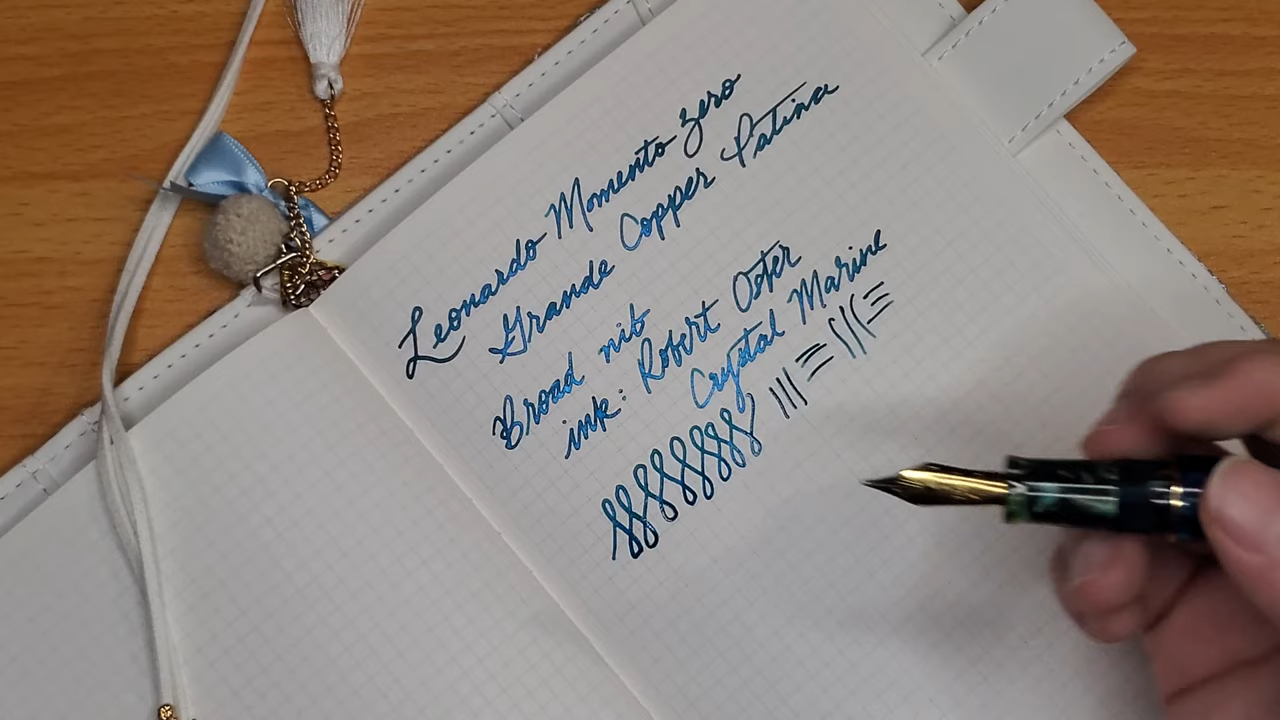 Leonardo Momento zero
Grande Copper Patina
Broad nib
ink: Robert Oster
Crystal Marine